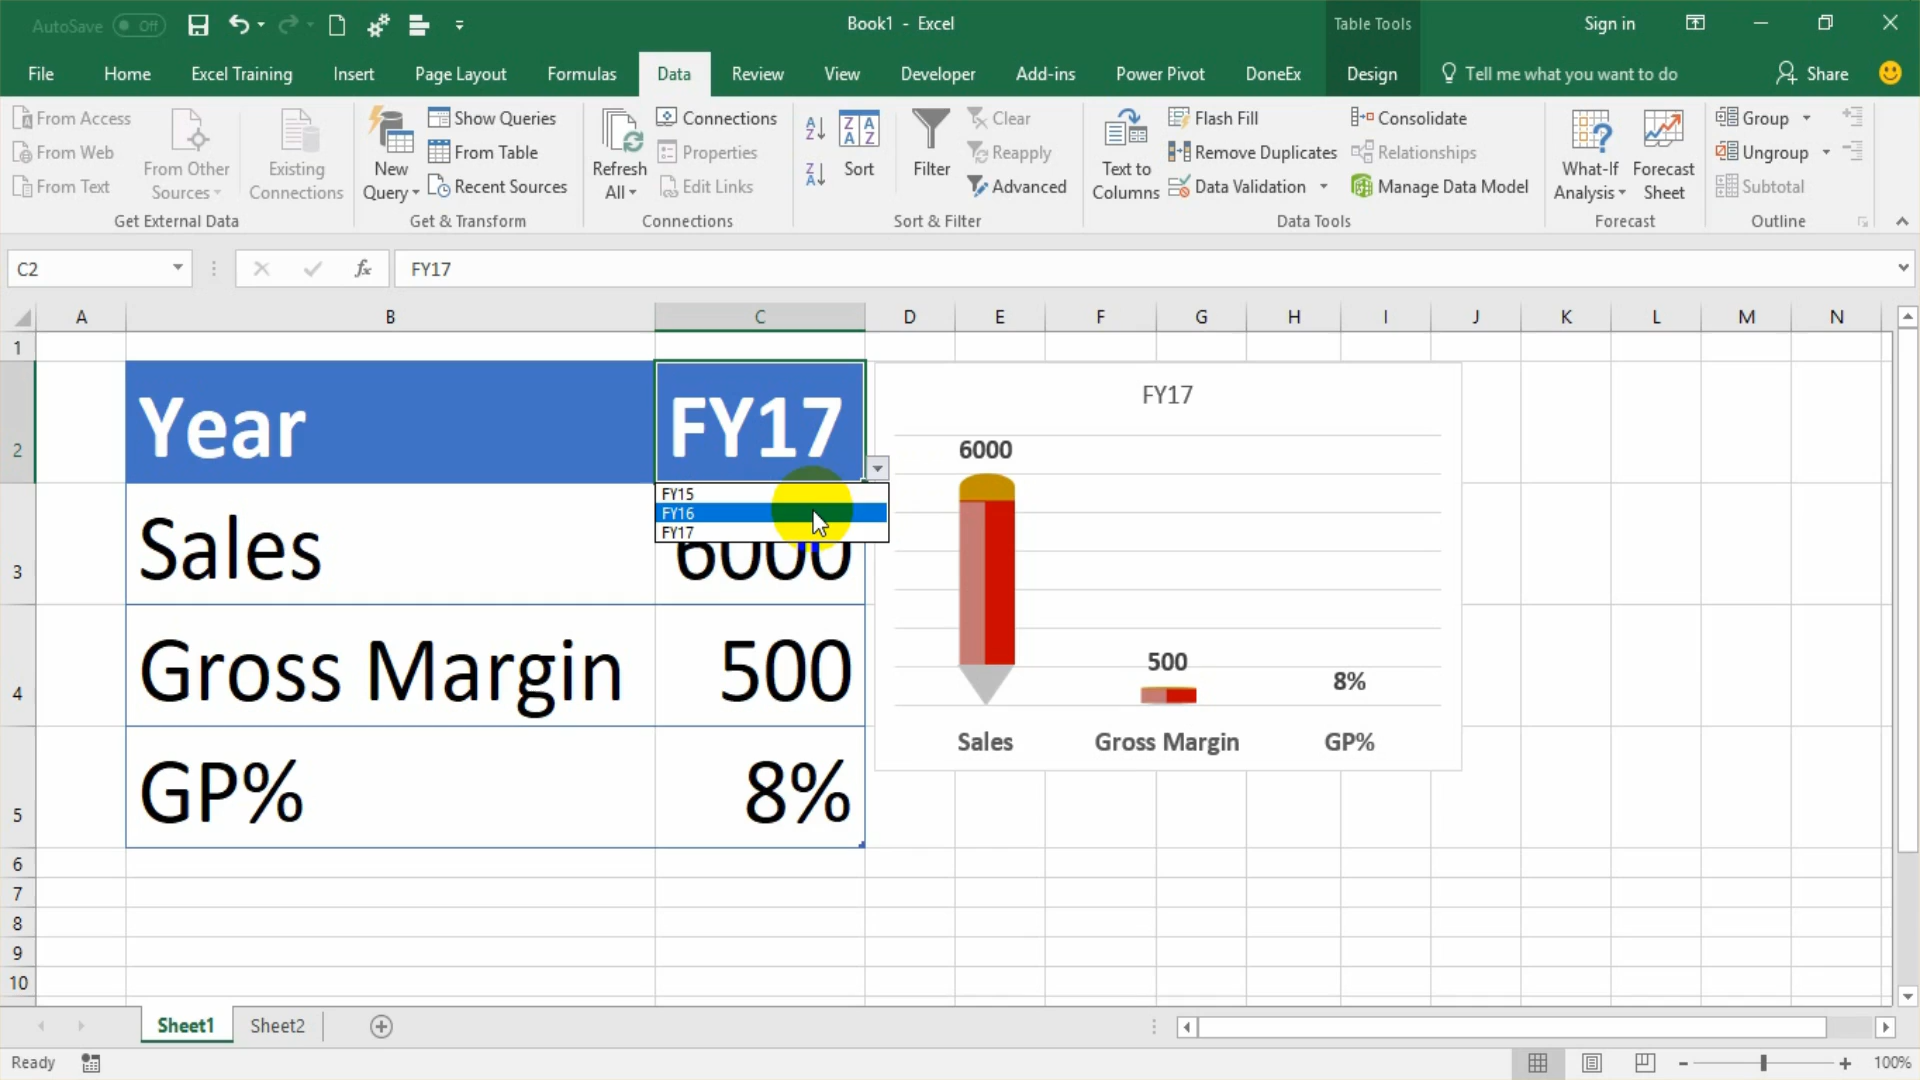 AutoSave Off
Book1 - Excel
Table Tools
Sign in
File Home Excel Training Insert Page Layout Formulas Data Review View Developer Add-ins Power Pivot DoneEx Design Tell me what you want to do Share
From Access
From Web
From Text
From Other Sources
Existing Connections
Get External Data
New Query
Show Queries
From Table
Recent Sources
Get & Transform
Refresh All
Connections
Properties
Edit Links
Connections
Sort
Filter
Clear
Reapply
Advanced
Sort & Filter
Text to Columns
Flash Fill
Remove Duplicates
Data Validation
Consolidate
Relationships
Manage Data Model
Data Tools
What-If Analysis
Forecast Sheet
Forecast
Group
Ungroup
Subtotal
Outline
C2 fx FY17
A B C D E F G H I J K L M N
1
2 Year FY17
FY15
FY16
FY17
3 Sales 6000
4 Gross Margin 500
5 GP% 8%
6
7
8
9
10
FY17
6000
500
8%
Sales Gross Margin GP%
Sheet1 Sheet2
Ready
100%